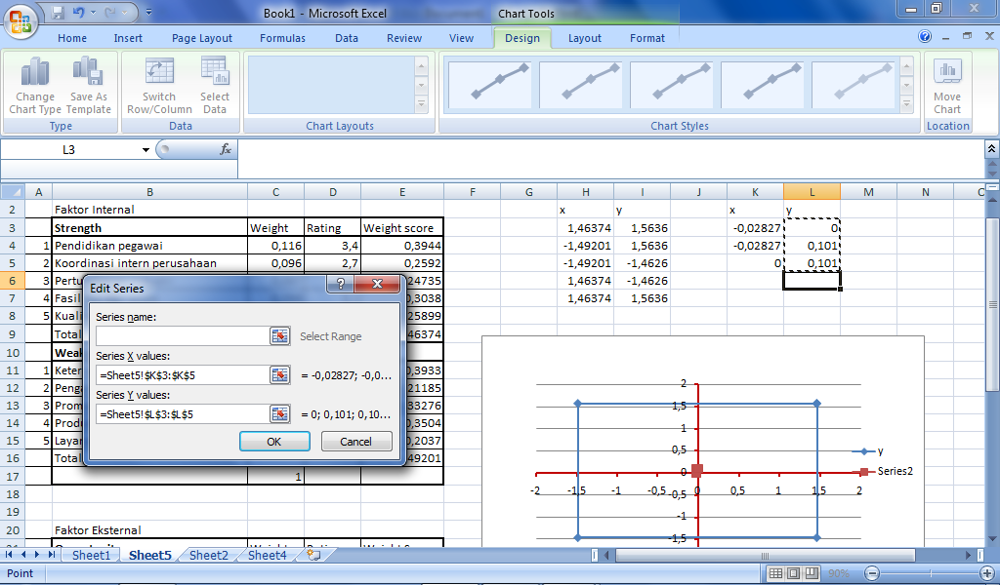 Book1 - Microsoft Excel Chart Tools
Home Insert Page Layout Formulas Data Review View Design Layout Format
Change Chart Type
Save As Template
Switch Row/Column
Select Data
Move Chart
Type Data Chart Layouts Chart Styles Location
L3 fx
A B C D E F G H I J K L M N
2 Faktor Internal x y x y
3 Strength Weight Rating Weight score 1,46374 1,5636 -0,02827 0
4 1 Pendidikan pegawai 0,116 3,4 0,3944 -1,49201 1,5636 -0,02827 0,101
5 2 Koordinasi intern perusahaan 0,096 2,7 0,2592 -1,49201 -1,4626 0 0,101
6 3 24735 1,46374 -1,4626
7 4 3038 1,46374 1,5636
8 5 25899
9 Total 46374
10
11 1 3933
12 2 21185
13 3 33276
14 4 3504
15 5 2037
16 Total 49201
17 1
18
19
20 Faktor Eksternal
Edit Series
Series name:
Select Range
Series X values:
=Sheet5!$K$3:$K$5 = -0,02827; -0,0...
Series Y values:
=Sheet5!$L$3:$L$5 = 0; 0,101; 0,10...
OK Cancel
2
1,5
1
0,5
0
-0,5
-1
-1,5
-2 -1,5 -1 -0,5 0 0,5 1 1,5 2
y
Series2
Sheet1 Sheet5 Sheet2 Sheet4
Point 90%